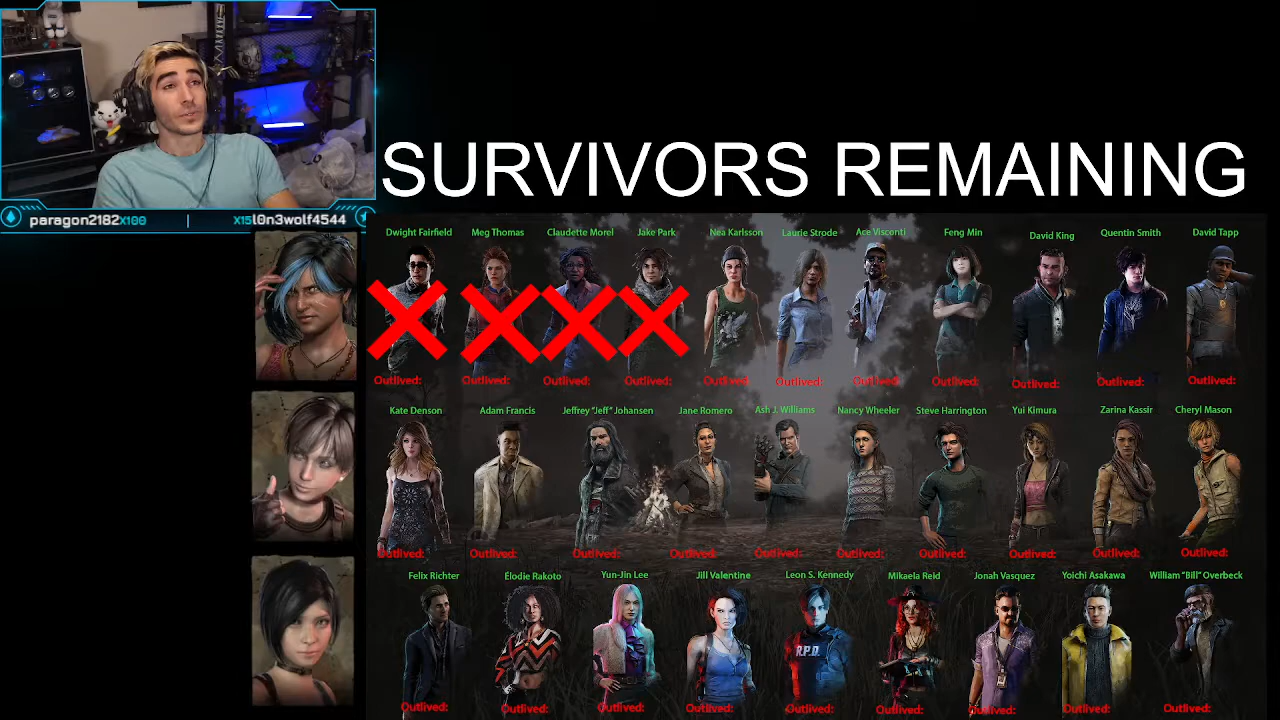 SURVIVORS REMAINING
paragon2182x100 | x15l0n3wolf4544
Dwight Fairfield Meg Thomas Claudette Morel Jake Park Nea Karlsson Laurie Strode Ace Visconti Feng Min David King Quentin Smith David Tapp
Outlived: Outlived: Outlived: Outlived: Outlived: Outlived: Outlived: Outlived: Outlived: Outlived: Outlived:
Kate Denson Adam Francis Jeffrey "Jeff" Johansen Jane Romero Ash J. Williams Nancy Wheeler Steve Harrington Yui Kimura Zarina Kassir Cheryl Mason
Outlived: Outlived: Outlived: Outlived: Outlived: Outlived: Outlived: Outlived: Outlived: Outlived:
Felix Richter Élodie Rakoto Yun-Jin Lee Jill Valentine Leon S. Kennedy Mikaela Reid Jonah Vasquez Yoichi Asakawa William "Bill" Overbeck
R.P.D.
Outlived: Outlived: Outlived: Outlived: Outlived: Outlived: Outlived: Outlived: Outlived: